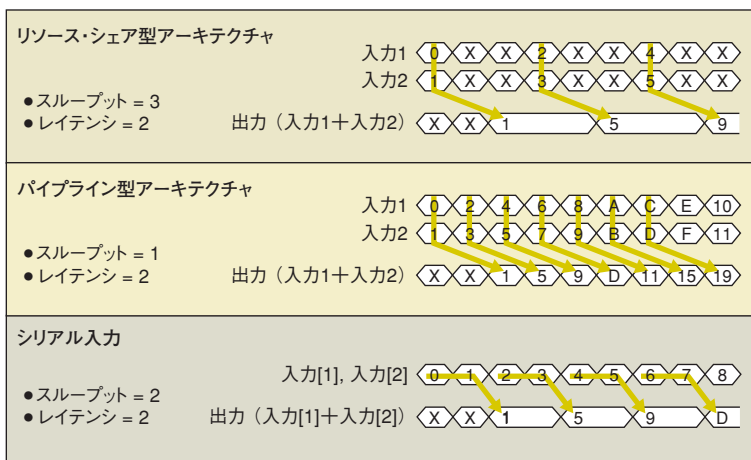 リソース・シェア型アーキテクチャ
入力1 0 X X 2 X X 4 X X
入力2 1 X X 3 X X 5 X X
●スループット = 3
●レイテンシ = 2
出力（入力1＋入力2） X X 1 5 9
パイプライン型アーキテクチャ
入力1 0 2 4 6 8 A C E 10
入力2 1 3 5 7 9 B D F 11
●スループット = 1
●レイテンシ = 2
出力（入力1＋入力2） X X 1 5 9 D 11 15 19
シリアル入力
入力[1], 入力[2] 0 1 2 3 4 5 6 7 8
●スループット = 2
●レイテンシ = 2
出力（入力[1]＋入力[2]） X X 1 5 9 D